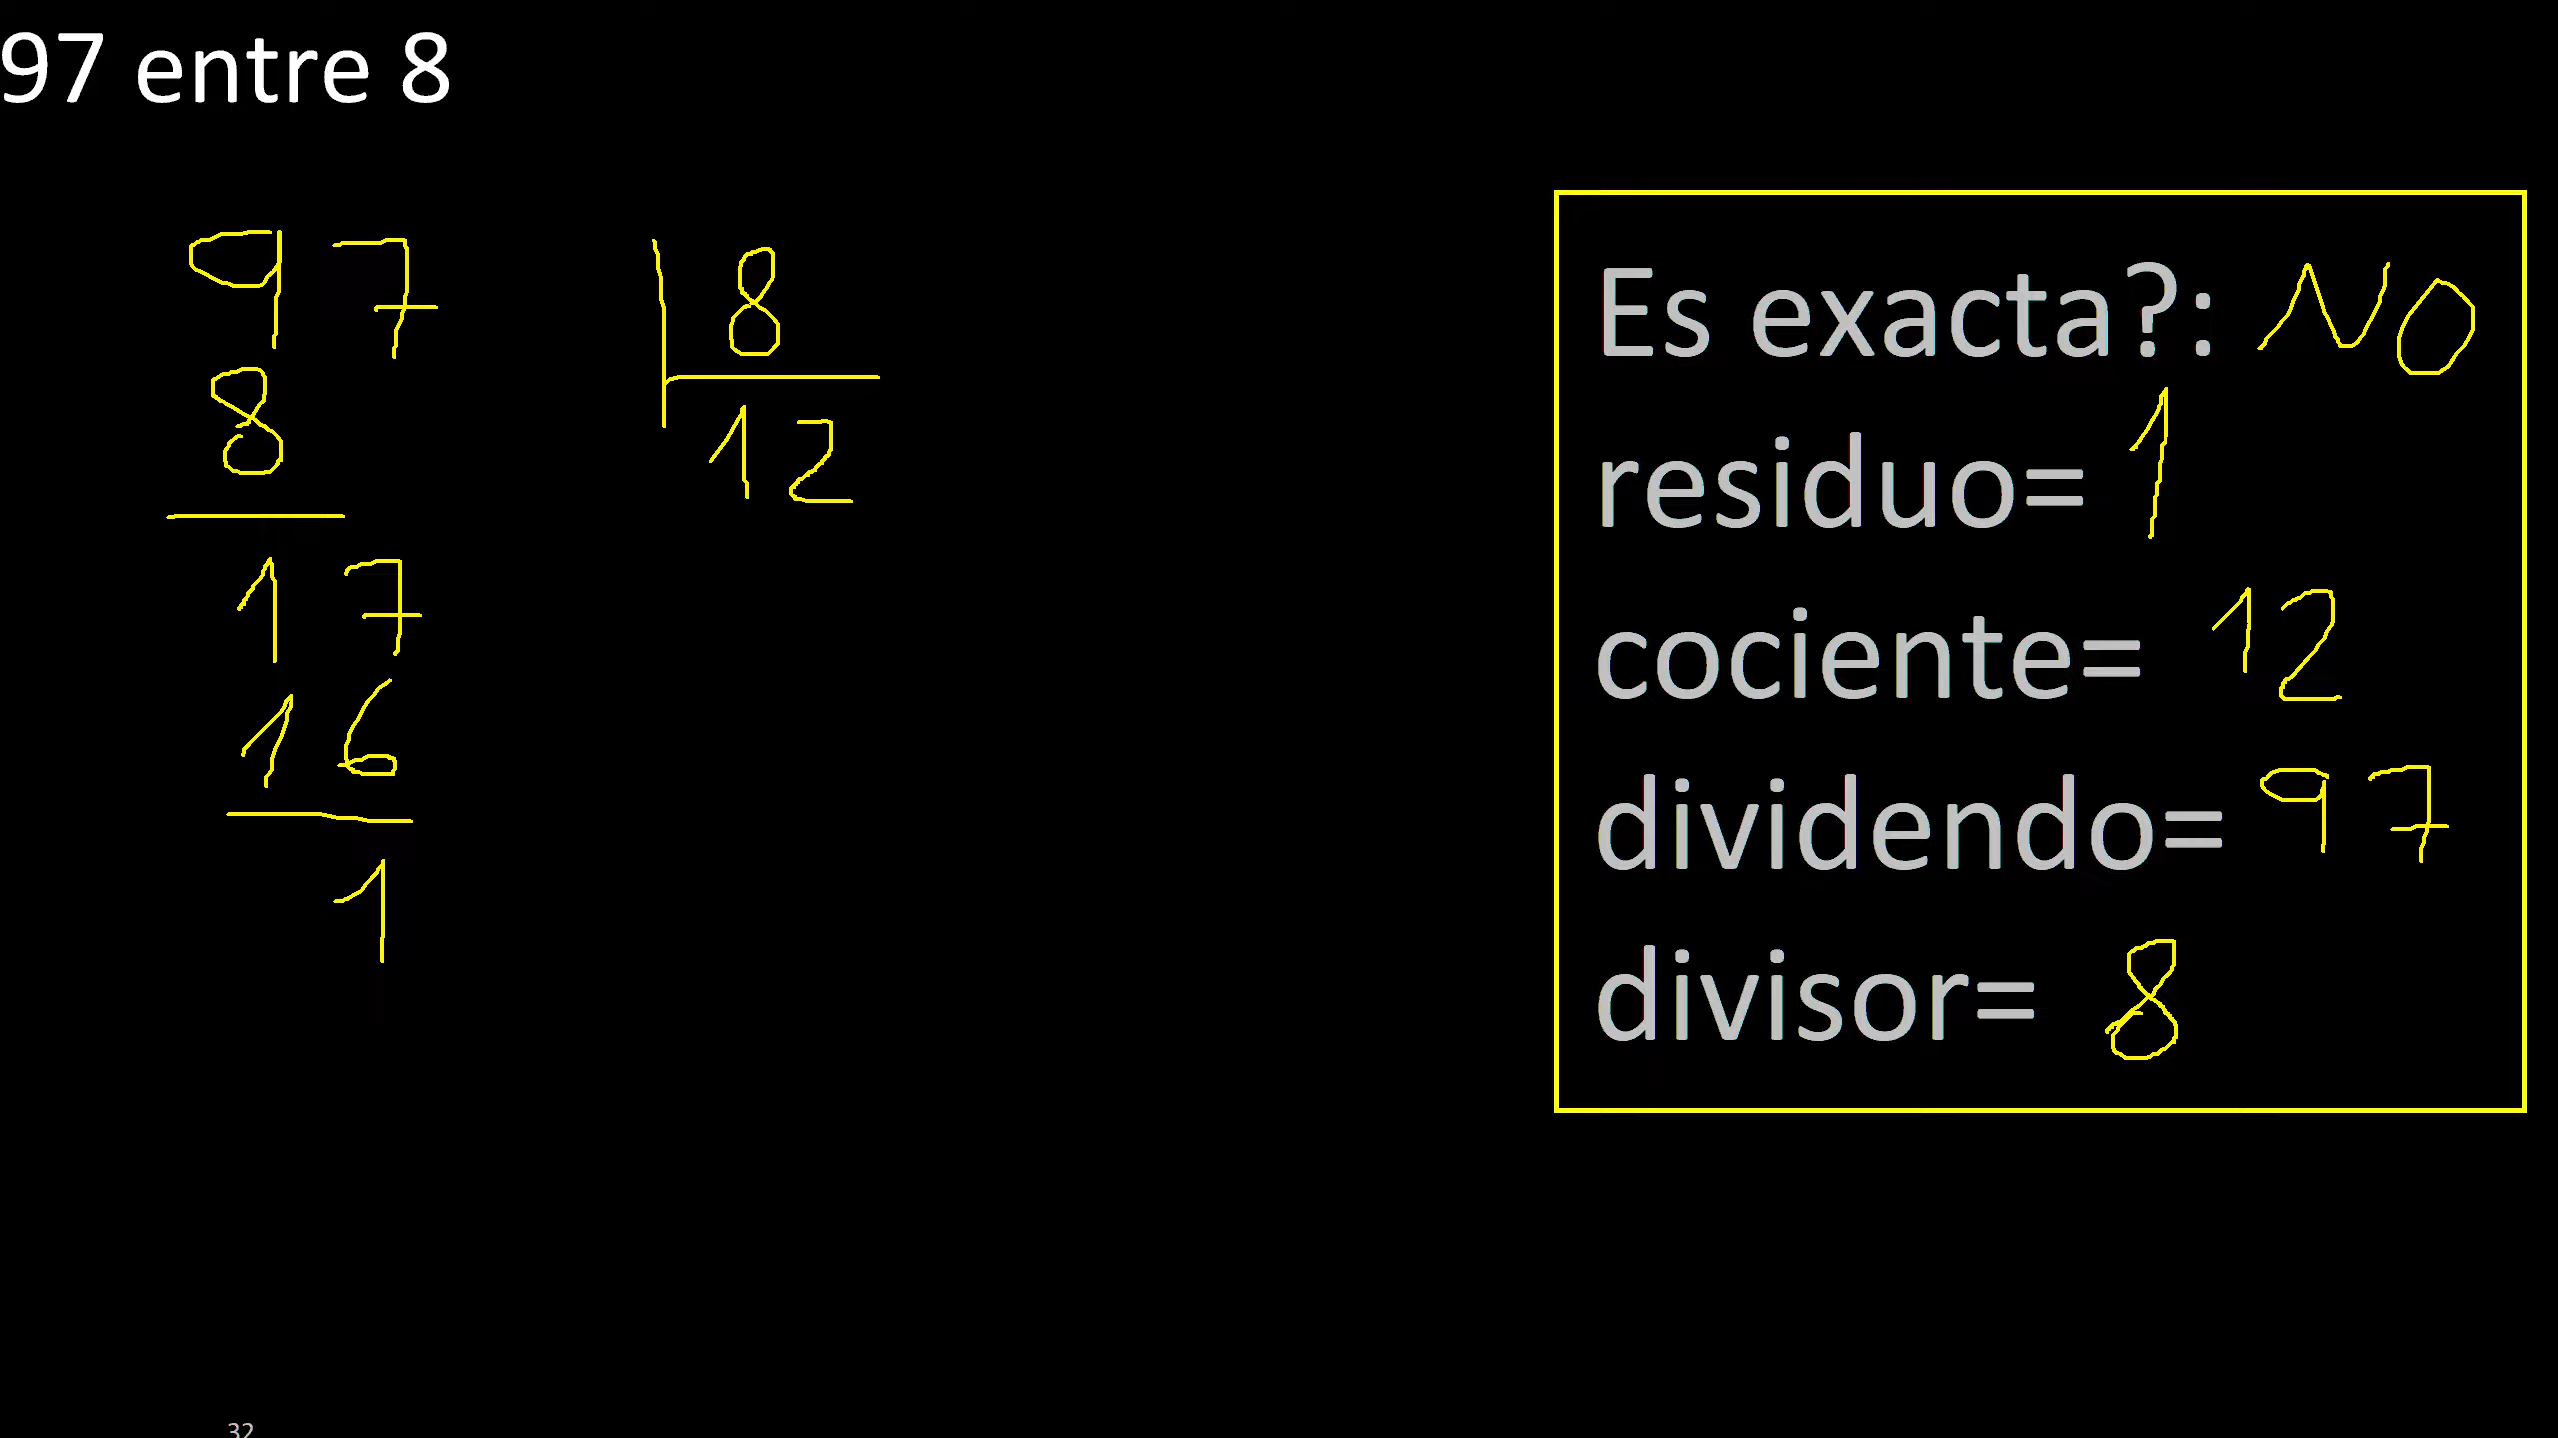 97 entre 8
97 8
8 12
17
16
1
Es exacta?: NO
residuo= 1
cociente= 12
dividendo= 97
divisor= 8
32